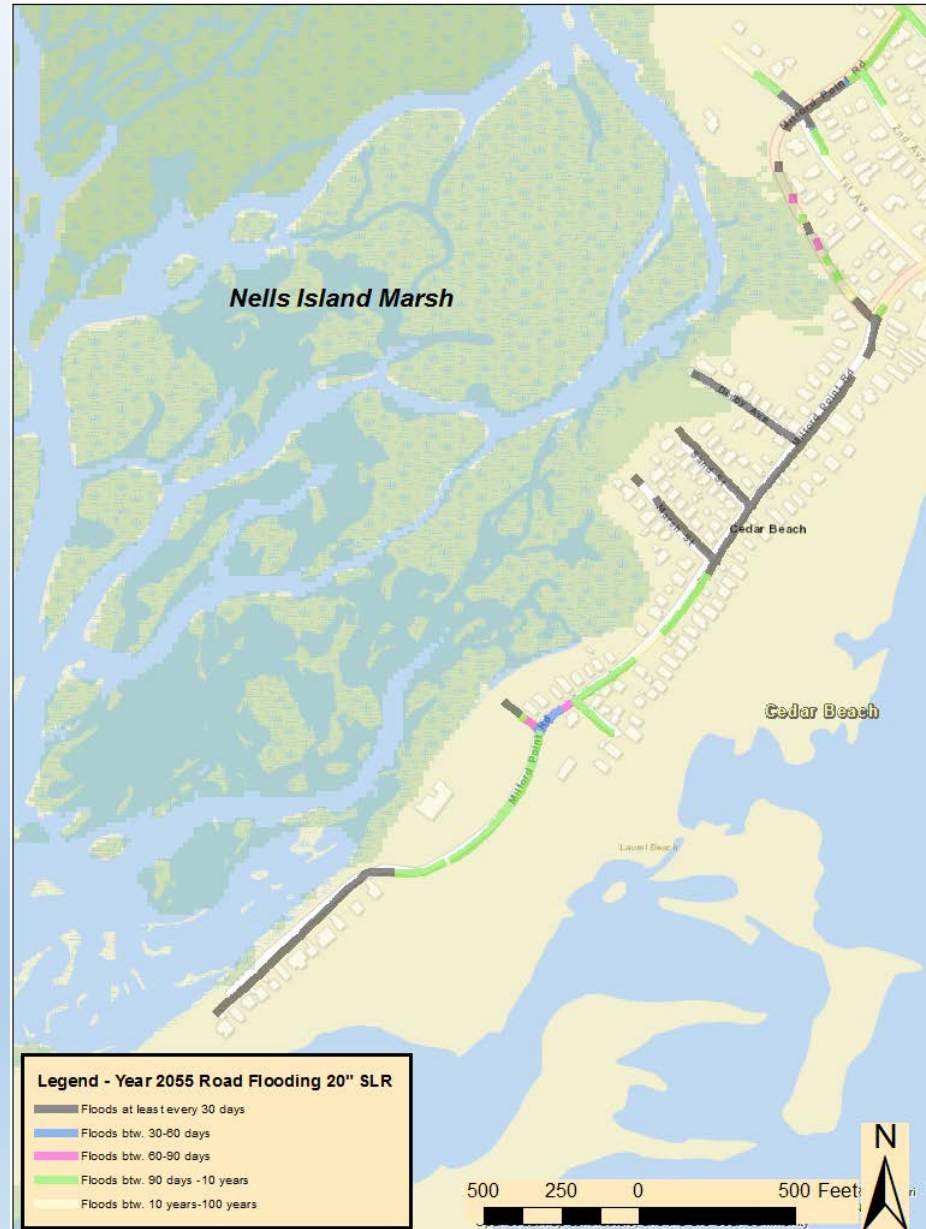 Milford Point Rd
2nd Ave
1st Ave
Nells Island Marsh
Milford Point Rd
Sand St
Marsh St
Cedar Beach
Cedar Beach
Milford Point Rd
Laurel Beach
Legend - Year 2055 Road Flooding 20" SLR
Floods at least every 30 days
Floods btw. 30-60 days
Floods btw. 60-90 days
Floods btw. 90 days -10 years
Floods btw. 10 years-100 years
N
500 250 0 500 Feet